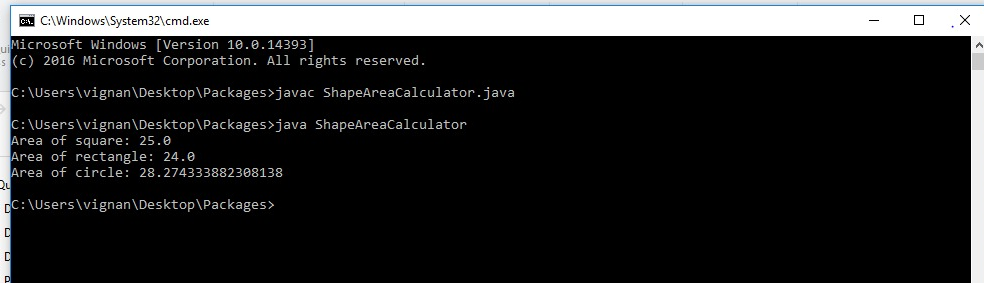 C:\Windows\System32\cmd.exe
Microsoft Windows [Version 10.0.14393]
(c) 2016 Microsoft Corporation. All rights reserved.
C:\Users\vignan\Desktop\Packages>javac ShapeAreaCalculator.java
C:\Users\vignan\Desktop\Packages>java ShapeAreaCalculator
Area of square: 25.0
Area of rectangle: 24.0
Area of circle: 28.274333882308138
C:\Users\vignan\Desktop\Packages>